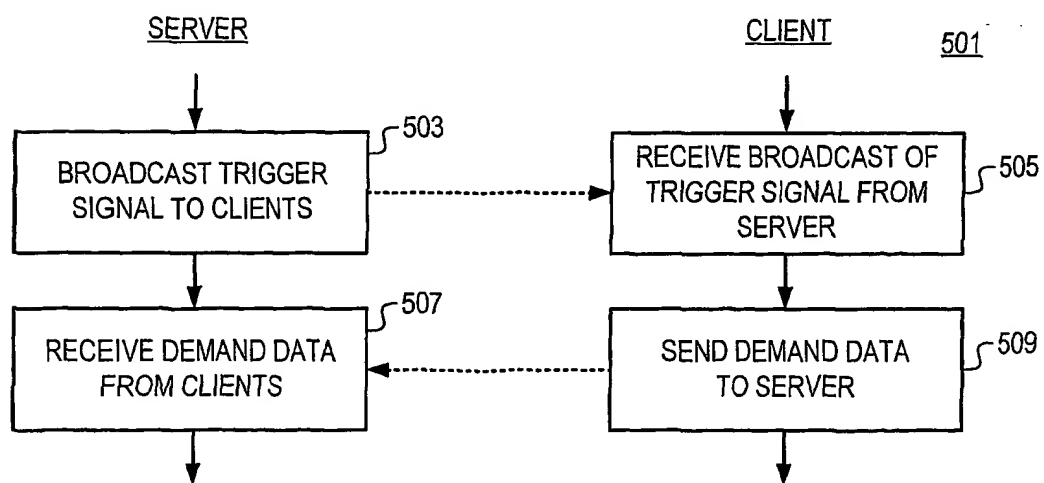 SERVER
CLIENT
501
503
BROADCAST TRIGGER
SIGNAL TO CLIENTS
RECEIVE BROADCAST OF
TRIGGER SIGNAL FROM
SERVER
505
507
RECEIVE DEMAND DATA
FROM CLIENTS
SEND DEMAND DATA
TO SERVER
509